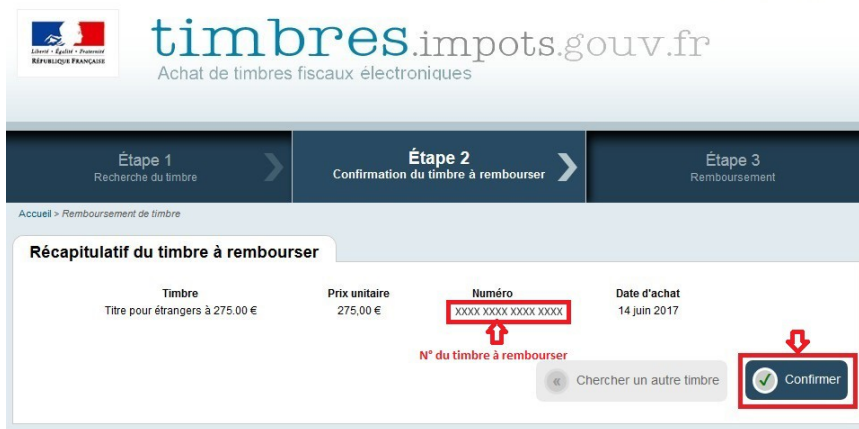 timbres.impots.gouv.fr
Achat de timbres fiscaux électroniques
Liberté • Égalité • Fraternité
RÉPUBLIQUE FRANÇAISE
Étape 1
Recherche du timbre
Étape 2
Confirmation du timbre à rembourser
Étape 3
Remboursement
Accueil > Remboursement de timbre
Récapitulatif du timbre à rembourser
Timbre Prix unitaire Numéro Date d'achat
Titre pour étrangers à 275.00 € 275,00 € XXXX XXXX XXXX XXXX 14 juin 2017
N° du timbre à rembourser
« Chercher un autre timbre
Confirmer